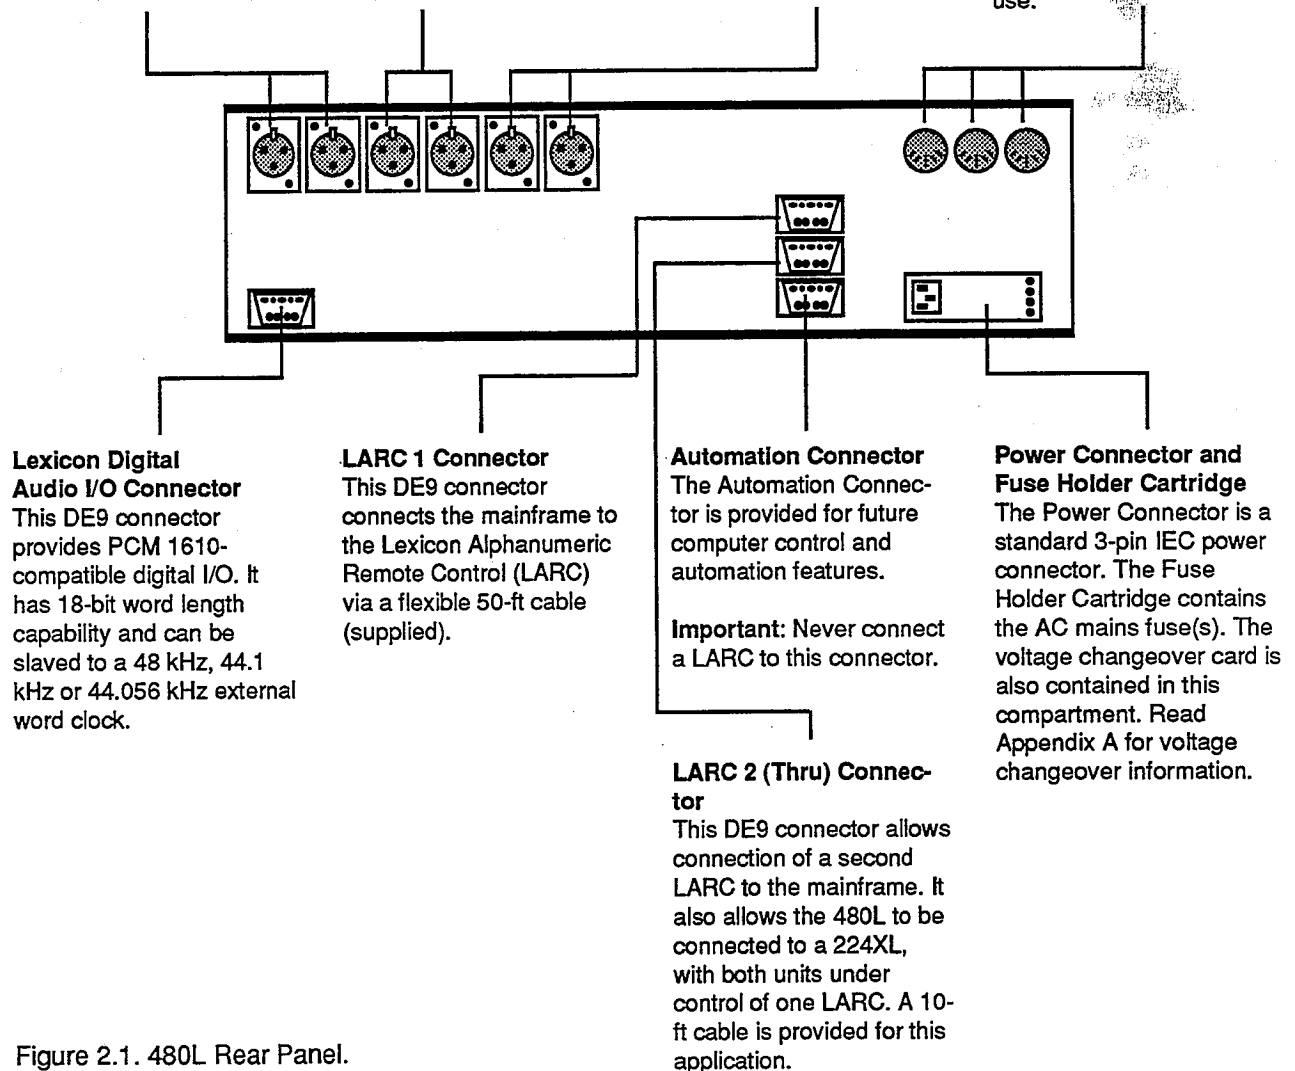 use.
Lexicon Digital
Audio I/O Connector
This DE9 connector
provides PCM 1610-
compatible digital I/O. It
has 18-bit word length
capability and can be
slaved to a 48 kHz, 44.1
kHz or 44.056 kHz external
word clock.
LARC 1 Connector
This DE9 connector
connects the mainframe to
the Lexicon Alphanumeric
Remote Control (LARC)
via a flexible 50-ft cable
(supplied).
Automation Connector
The Automation Connec-
tor is provided for future
computer control and
automation features.
Important: Never connect
a LARC to this connector.
LARC 2 (Thru) Connec-
tor
This DE9 connector allows
connection of a second
LARC to the mainframe. It
also allows the 480L to be
connected to a 224XL,
with both units under
control of one LARC. A 10-
ft cable is provided for this
application.
Power Connector and
Fuse Holder Cartridge
The Power Connector is a
standard 3-pin IEC power
connector. The Fuse
Holder Cartridge contains
the AC mains fuse(s). The
voltage changeover card is
also contained in this
compartment. Read
Appendix A for voltage
changeover information.
Figure 2.1. 480L Rear Panel.